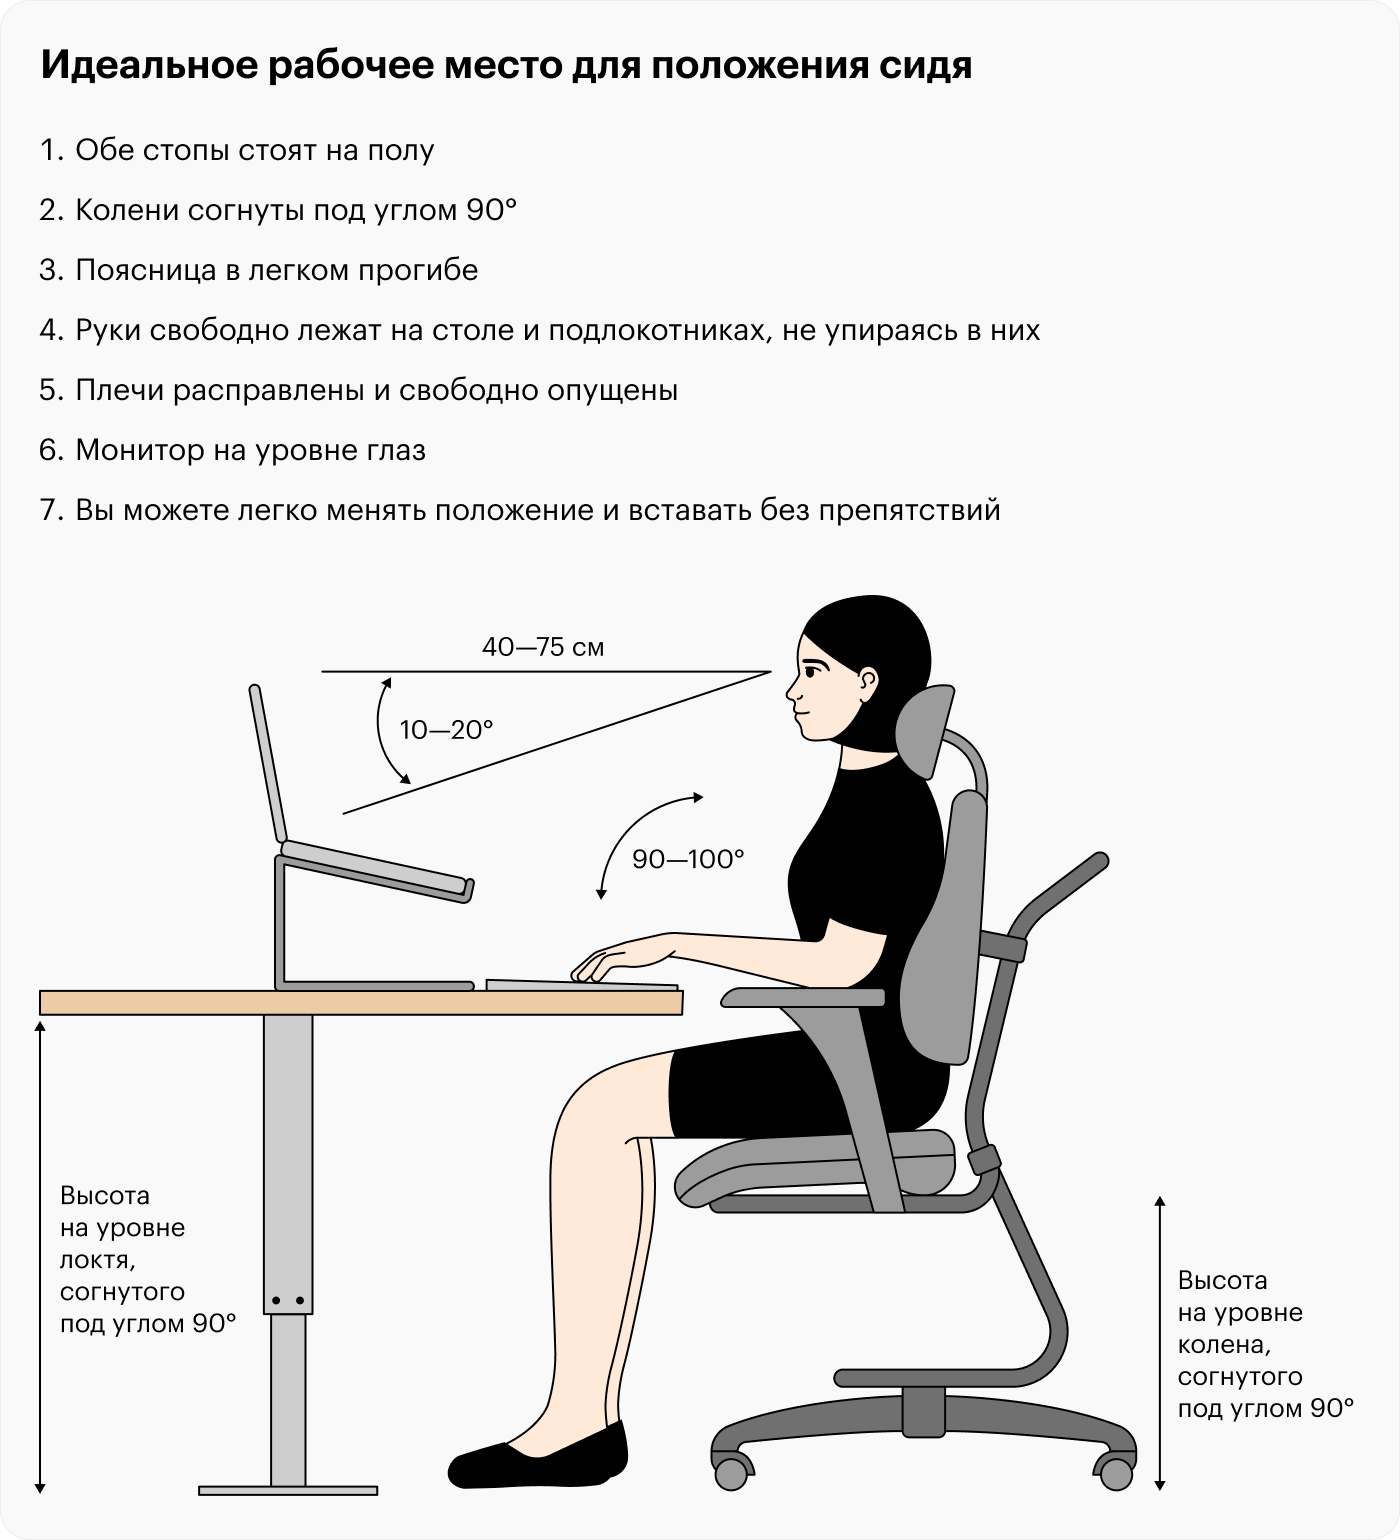 Идеальное рабочее место для положения сидя
1. Обе стопы стоят на полу
2. Колени согнуты под углом 90°
3. Поясница в легком прогибе
4. Руки свободно лежат на столе и подлокотниках, не упираясь в них
5. Плечи расправлены и свободно опущены
6. Монитор на уровне глаз
7. Вы можете легко менять положение и вставать без препятствий
40—75 см
10—20°
90—100°
Высота
на уровне
локтя,
согнутого
под углом 90°
Высота
на уровне
колена,
согнутого
под углом 90°